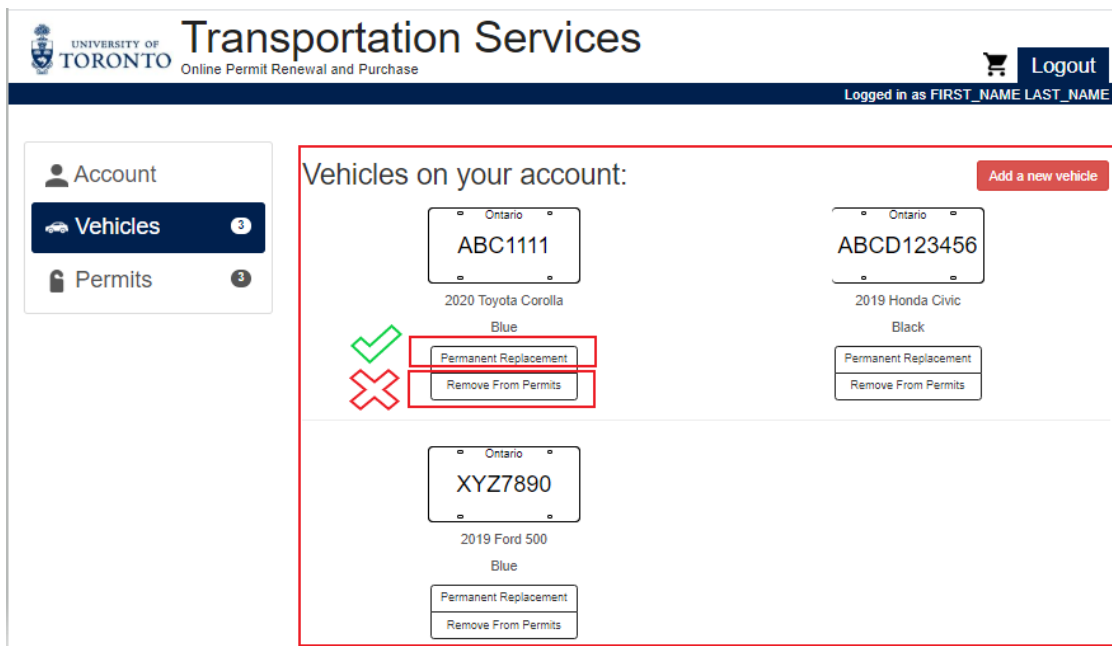 UNIVERSITY OF
TORONTO
Transportation Services
Online Permit Renewal and Purchase
Logout
Logged in as FIRST_NAME LAST_NAME
Account
Vehicles 3
Permits 3
Vehicles on your account:
Add a new vehicle
Ontario
ABC1111
2020 Toyota Corolla
Blue
Permanent Replacement
Remove From Permits
Ontario
ABCD123456
2019 Honda Civic
Black
Permanent Replacement
Remove From Permits
Ontario
XYZ7890
2019 Ford 500
Blue
Permanent Replacement
Remove From Permits